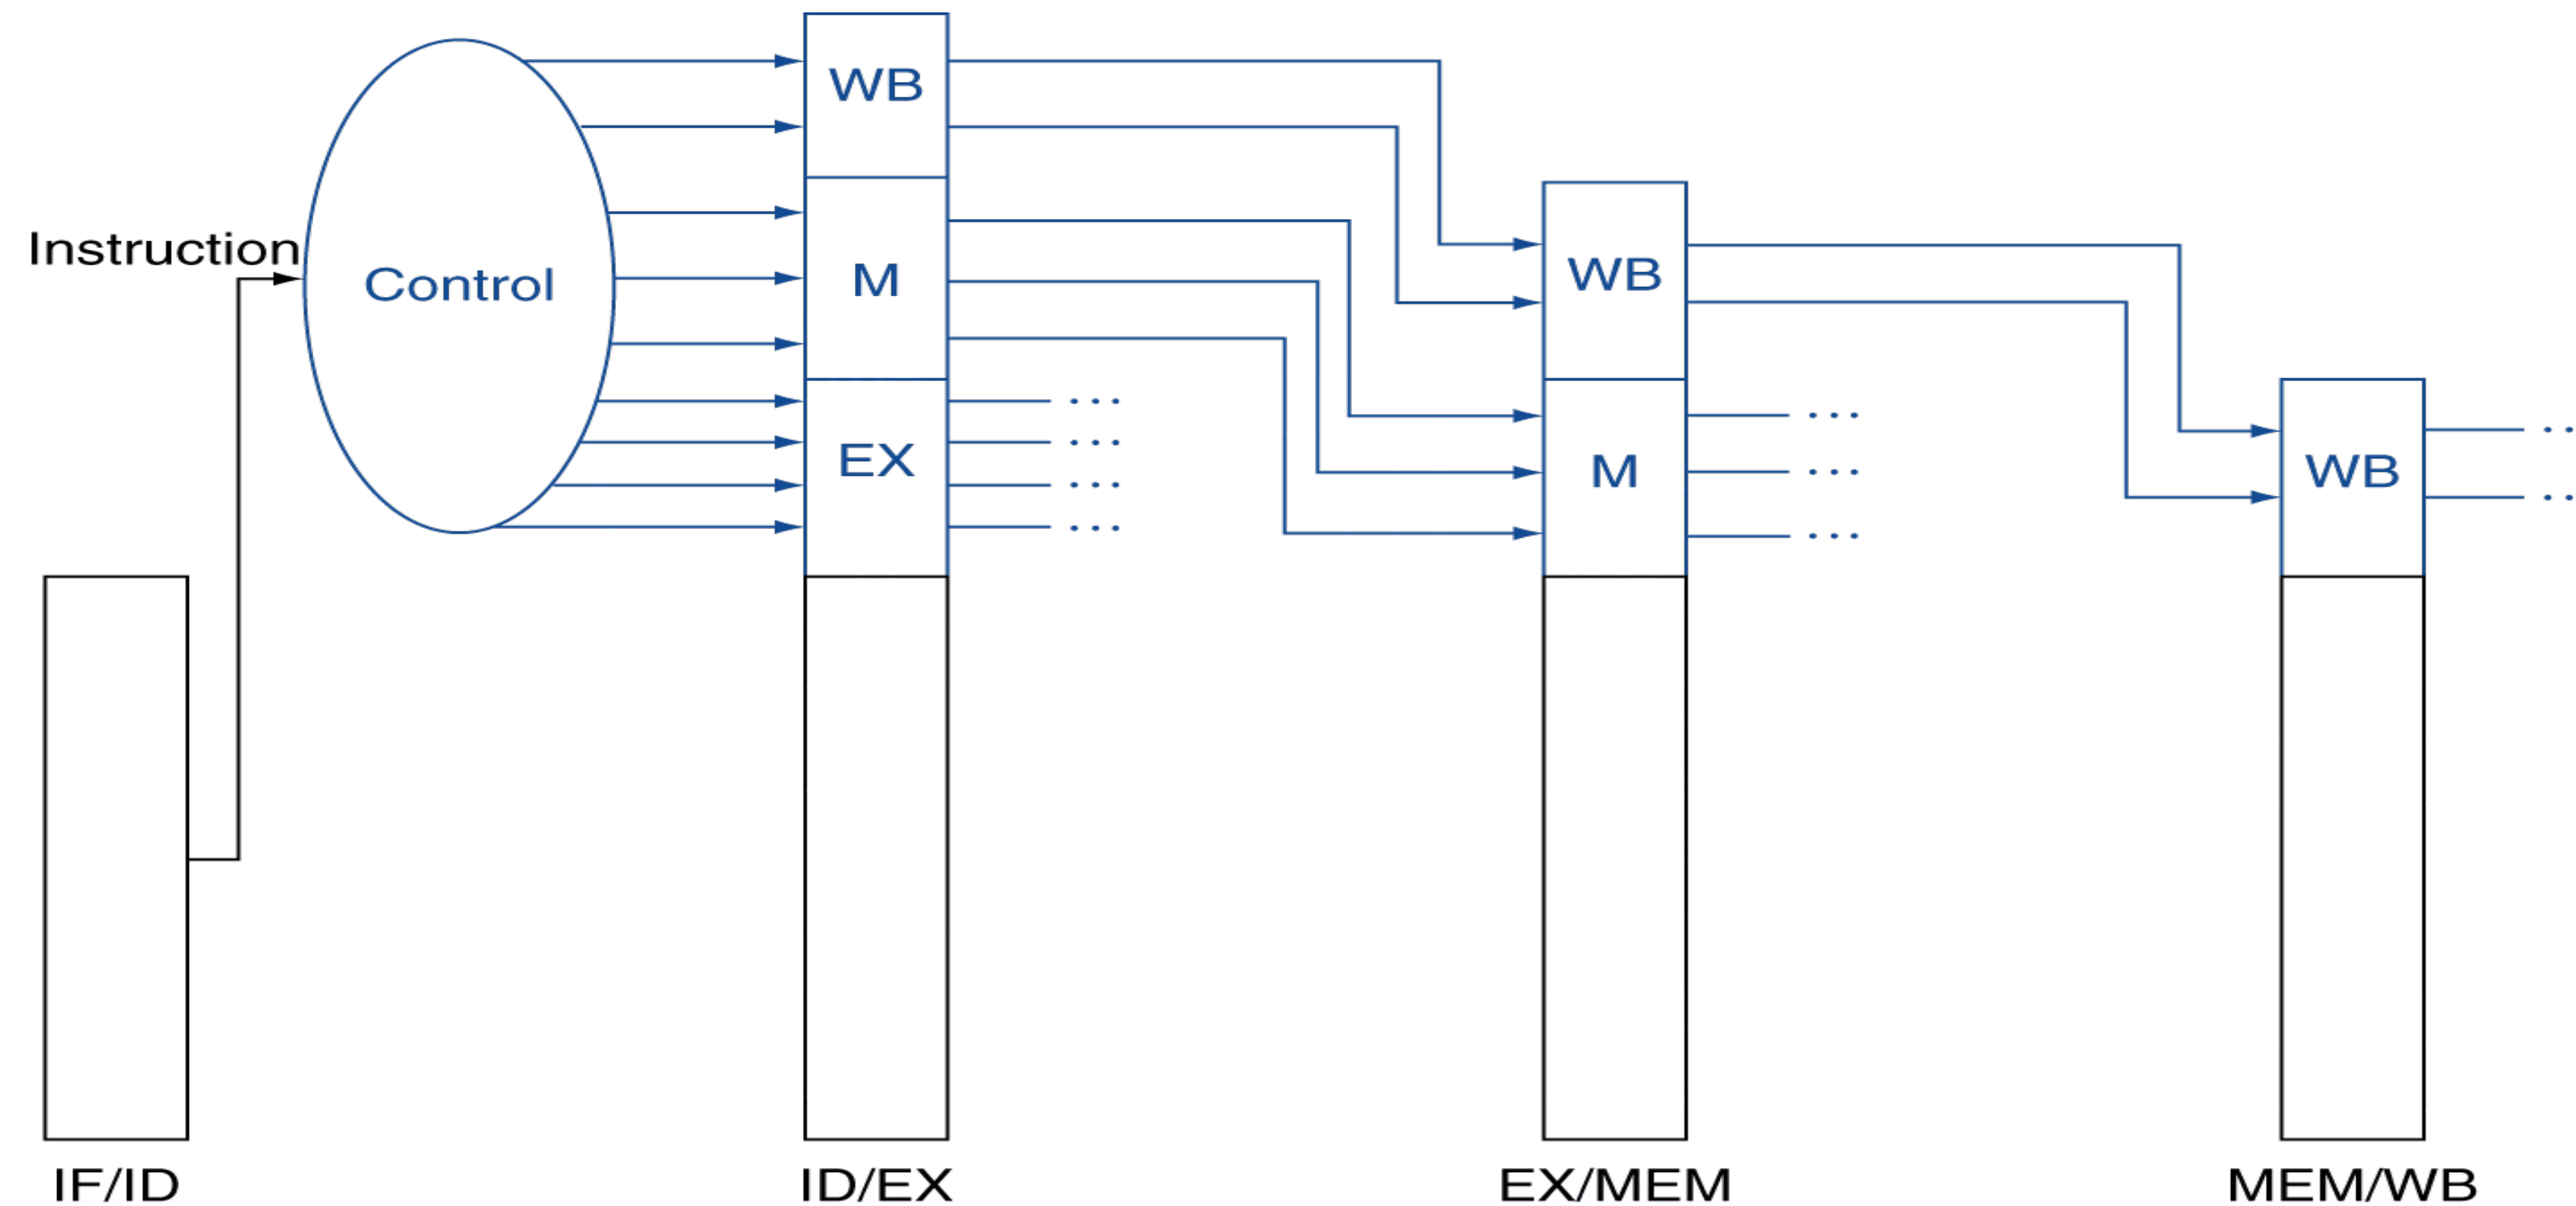 WB
Instruction
Control
M
WB
EX
M
WB
IF/ID
ID/EX
EX/MEM
MEM/WB